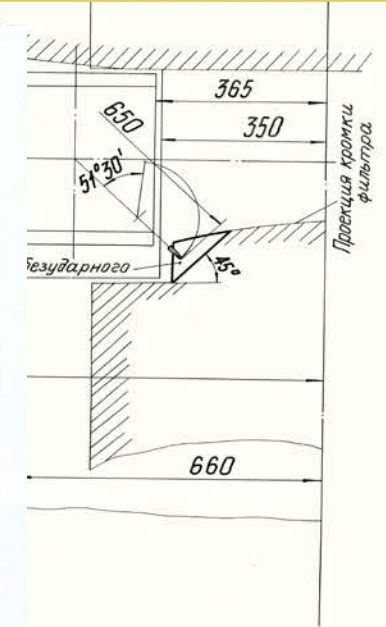 365
650
350
51°30'
Проекция кромки
фильтра
безударного
45°
660